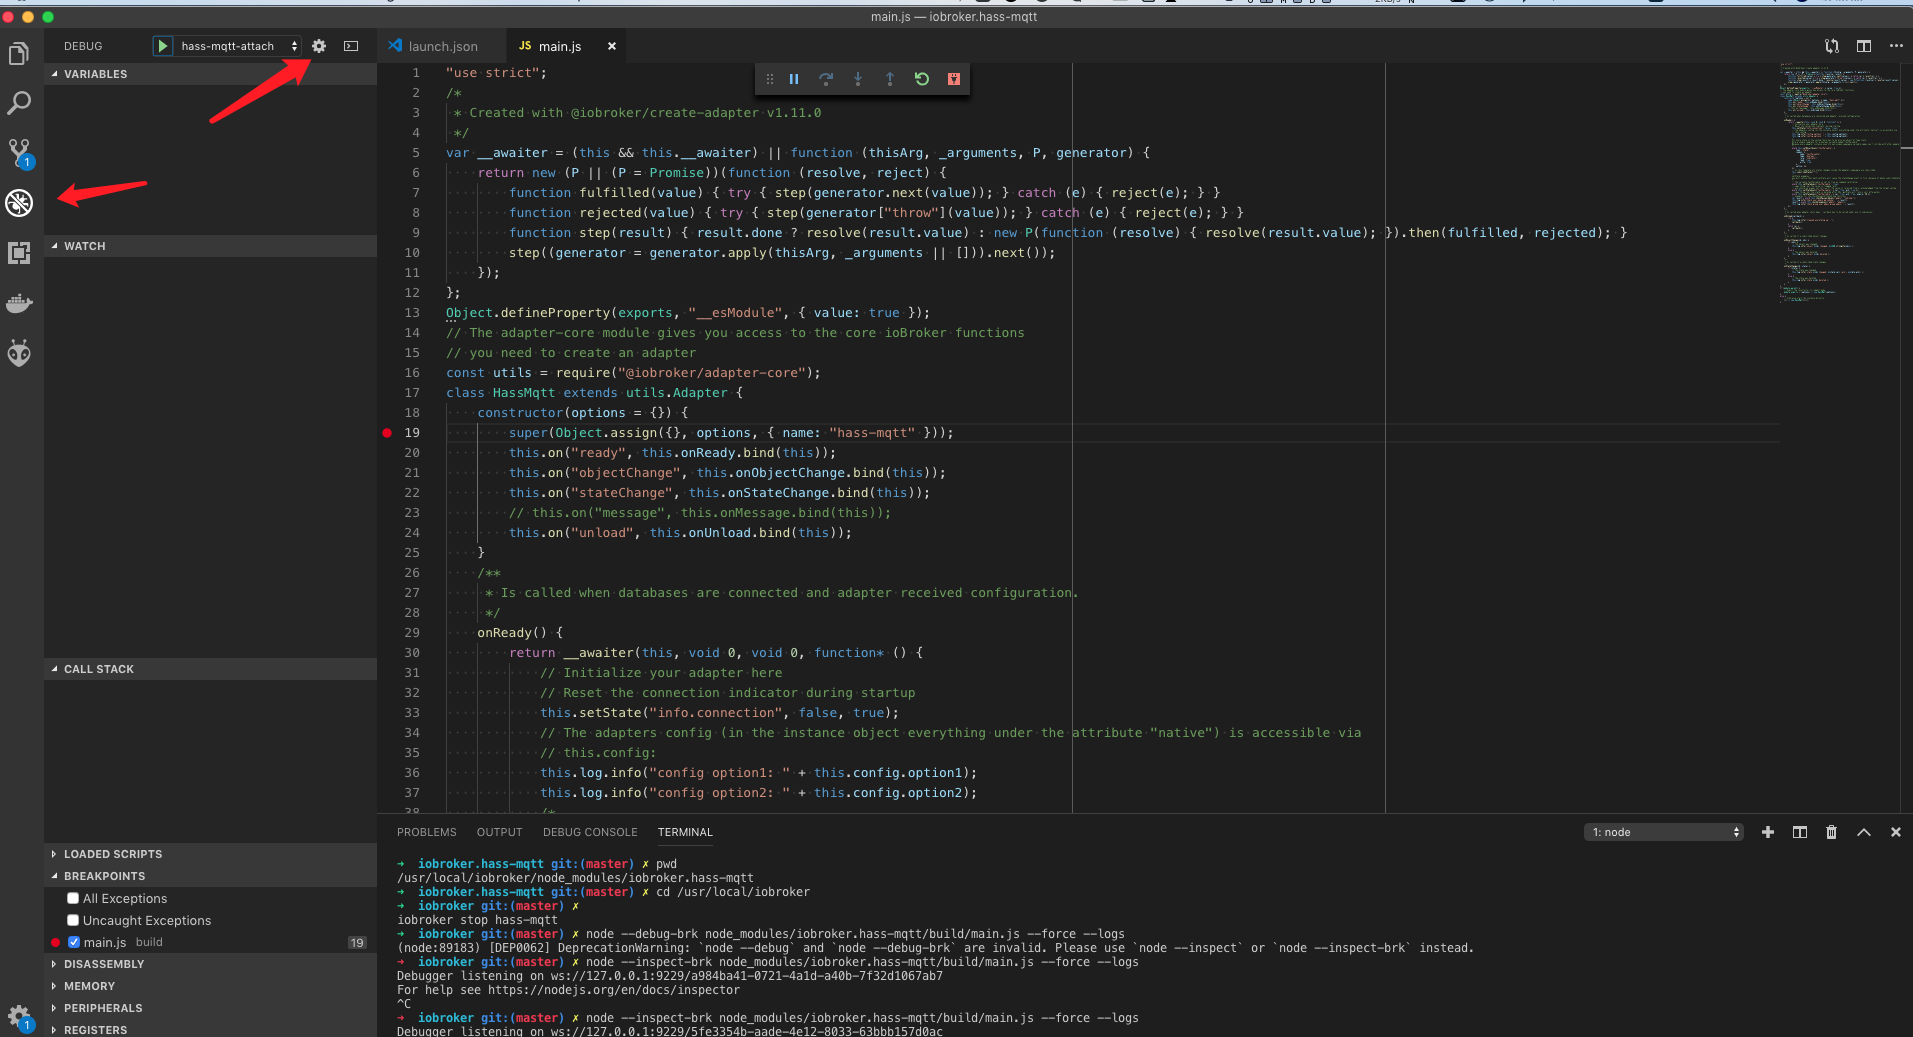 main.js — iobroker.hass-mqtt
DEBUG
hass-mqtt-attach
launch.json
JS main.js
VARIABLES
WATCH
CALL STACK
LOADED SCRIPTS
BREAKPOINTS
All Exceptions
Uncaught Exceptions
main.js build 19
DISASSEMBLY
MEMORY
PERIPHERALS
REGISTERS
1
1
1 "use strict";
2 /*
3  * Created with @iobroker/create-adapter v1.11.0
4  */
5 var __awaiter = (this && this.__awaiter) || function (thisArg, _arguments, P, generator) {
6     return new (P || (P = Promise))(function (resolve, reject) {
7         function fulfilled(value) { try { step(generator.next(value)); } catch (e) { reject(e); } }
8         function rejected(value) { try { step(generator["throw"](value)); } catch (e) { reject(e); } }
9         function step(result) { result.done ? resolve(result.value) : new P(function (resolve) { resolve(result.value); }).then(fulfilled, rejected); }
10         step((generator = generator.apply(thisArg, _arguments || [])).next());
11     });
12 };
13 Object.defineProperty(exports, "__esModule", { value: true });
14 // The adapter-core module gives you access to the core ioBroker functions
15 // you need to create an adapter
16 const utils = require("@iobroker/adapter-core");
17 class HassMqtt extends utils.Adapter {
18     constructor(options = {}) {
19         super(Object.assign({}, options, { name: "hass-mqtt" }));
20         this.on("ready", this.onReady.bind(this));
21         this.on("objectChange", this.onObjectChange.bind(this));
22         this.on("stateChange", this.onStateChange.bind(this));
23         // this.on("message", this.onMessage.bind(this));
24         this.on("unload", this.onUnload.bind(this));
25     }
26     /**
27      * Is called when databases are connected and adapter received configuration.
28      */
29     onReady() {
30         return __awaiter(this, void 0, void 0, function* () {
31             // Initialize your adapter here
32             // Reset the connection indicator during startup
33             this.setState("info.connection", false, true);
34             // The adapters config (in the instance object everything under the attribute "native") is accessible via
35             // this.config:
36             this.log.info("config option1: " + this.config.option1);
37             this.log.info("config option2: " + this.config.option2);
38             /*
PROBLEMS OUTPUT DEBUG CONSOLE TERMINAL
1: node
➜  iobroker.hass-mqtt git:(master) ✗ pwd
/usr/local/iobroker/node_modules/iobroker.hass-mqtt
➜  iobroker.hass-mqtt git:(master) ✗ cd /usr/local/iobroker
➜  iobroker git:(master) ✗
iobroker stop hass-mqtt
➜  iobroker git:(master) ✗ node --debug-brk node_modules/iobroker.hass-mqtt/build/main.js --force --logs
(node:89183) [DEP0062] DeprecationWarning: `node --debug` and `node --debug-brk` are invalid. Please use `node --inspect` or `node --inspect-brk` instead.
➜  iobroker git:(master) ✗ node --inspect-brk node_modules/iobroker.hass-mqtt/build/main.js --force --logs
Debugger listening on ws://127.0.0.1:9229/a984ba41-0721-4a1d-a40b-7f32d1067ab7
For help see https://nodejs.org/en/docs/inspector
^C
➜  iobroker git:(master) ✗ node --inspect-brk node_modules/iobroker.hass-mqtt/build/main.js --force --logs
Debugger listening on ws://127.0.0.1:9229/5fe3354b-aade-4e12-8033-63bbb157d0ac